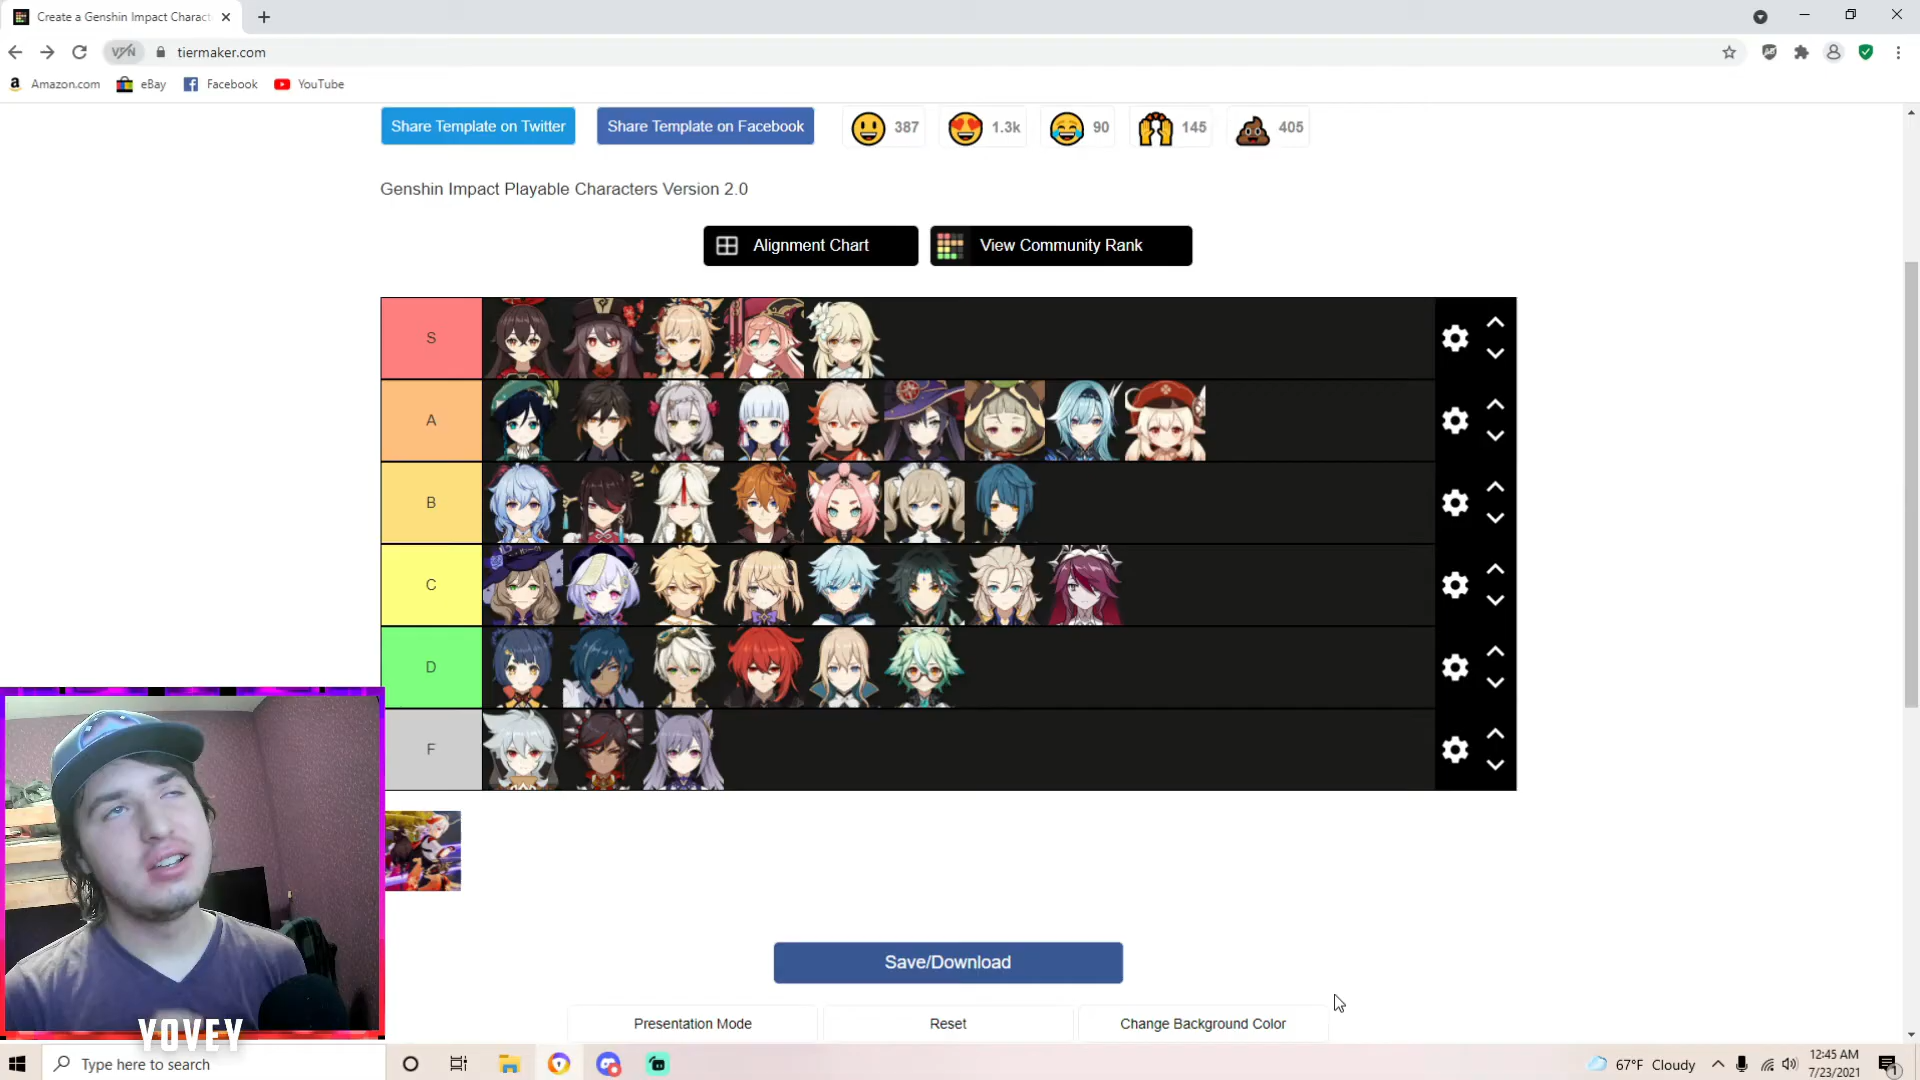 Create a Genshin Impact Charact
VPN
tiermaker.com
Amazon.com
eBay
Facebook
YouTube
Share Template on Twitter
Share Template on Facebook
387
1.3k
90
145
405
Genshin Impact Playable Characters Version 2.0
Alignment Chart
View Community Rank
S
A
B
C
D
F
Save/Download
Presentation Mode
Reset
Change Background Color
YOVEY
Type here to search
67°F Cloudy
12:45 AM
7/23/2021
1